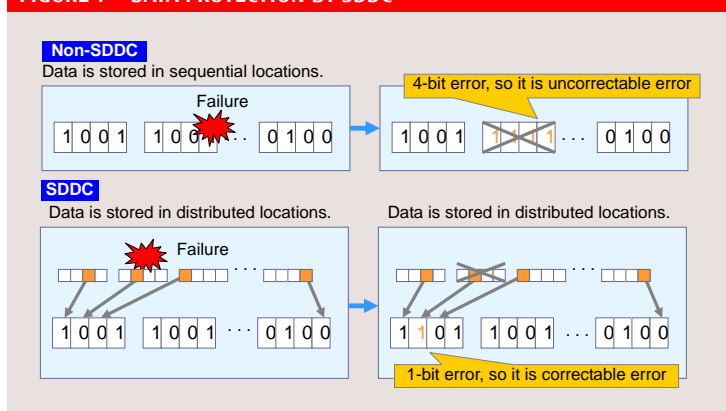 Non-SDDC
Data is stored in sequential locations.
Failure
1 0 0 1 1 0 0 · · 0 1 0 0
4-bit error, so it is uncorrectable error
1 0 0 1 1 1 1 1 · · · 0 1 0 0
SDDC
Data is stored in distributed locations.
Failure
· · ·
1 0 0 1 1 0 0 1 · · · 0 1 0 0
Data is stored in distributed locations.
· · ·
1 1 0 1 1 0 0 1 · · · 0 1 0 0
1-bit error, so it is correctable error